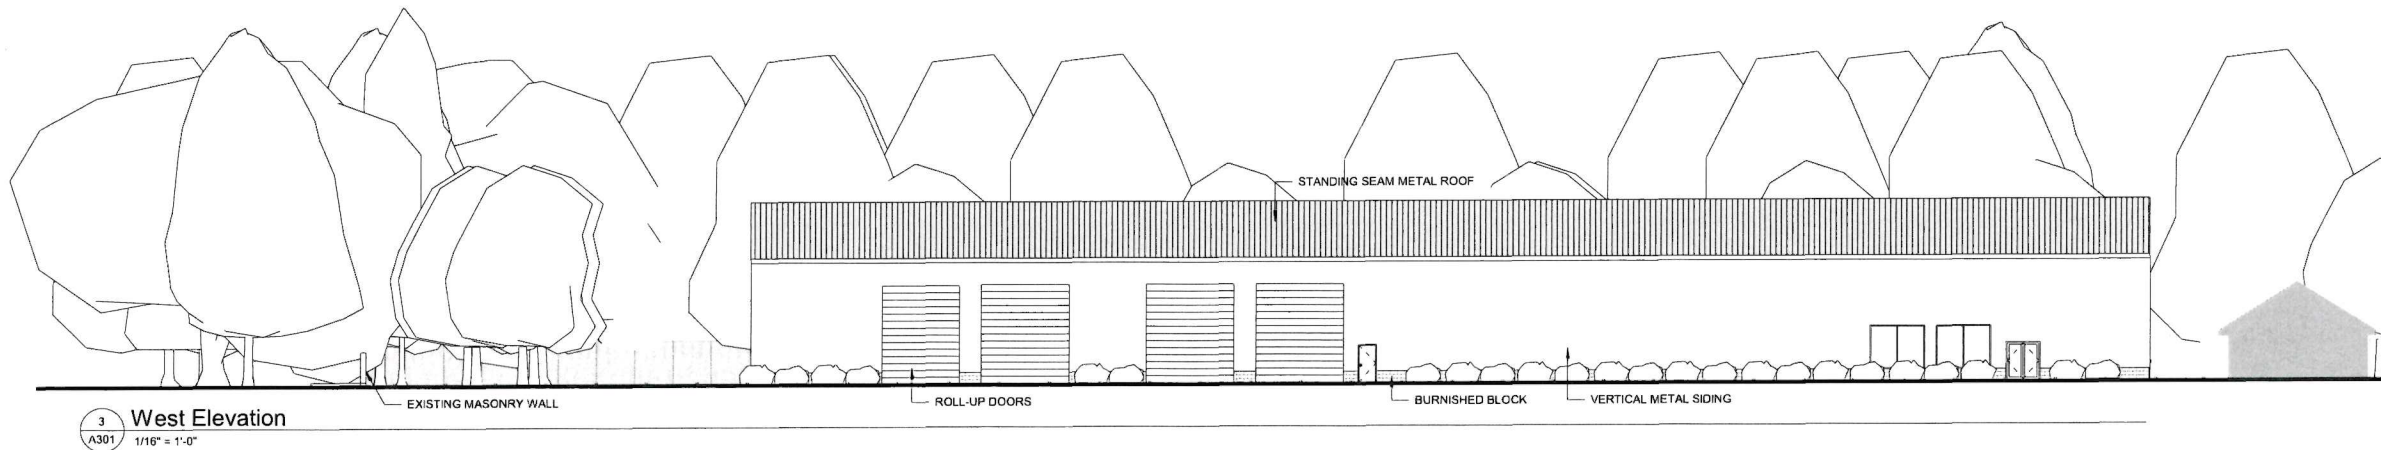 STANDING SEAM METAL ROOF
EXISTING MASONRY WALL
ROLL-UP DOORS
BURNISHED BLOCK
VERTICAL METAL SIDING
3
A301
West Elevation
1/16" = 1'-0"